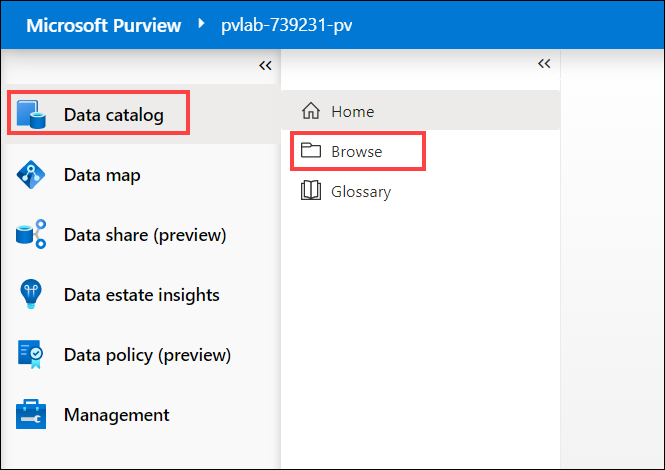 Microsoft Purview pvlab-739231-pv
Data catalog
Data map
Data share (preview)
Data estate insights
Data policy (preview)
Management
Home
Browse
Glossary